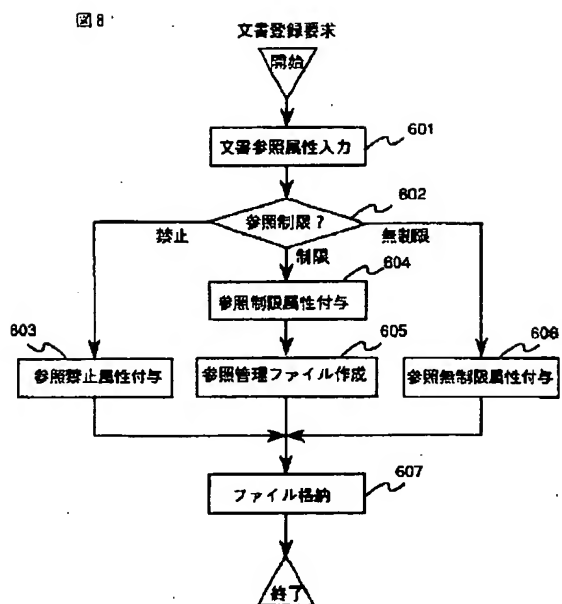 図8
文書登録要求
開始
601
文書参照属性入力
602
参照制限?
禁止
無制限
制限
604
参照制限属性付与
603
605
606
参照禁止属性付与
参照管理ファイル作成
参照無制限属性付与
607
ファイル格納
終了